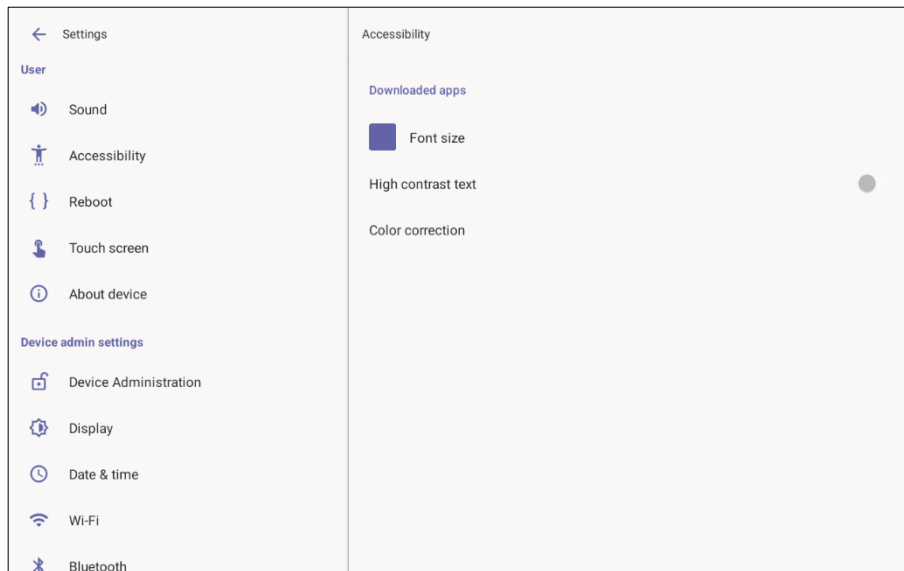 Settings
User
Sound
Accessibility
Reboot
Touch screen
About device
Device admin settings
Device Administration
Display
Date & time
Wi-Fi
Bluetooth
Accessibility
Downloaded apps
Font size
High contrast text
Color correction